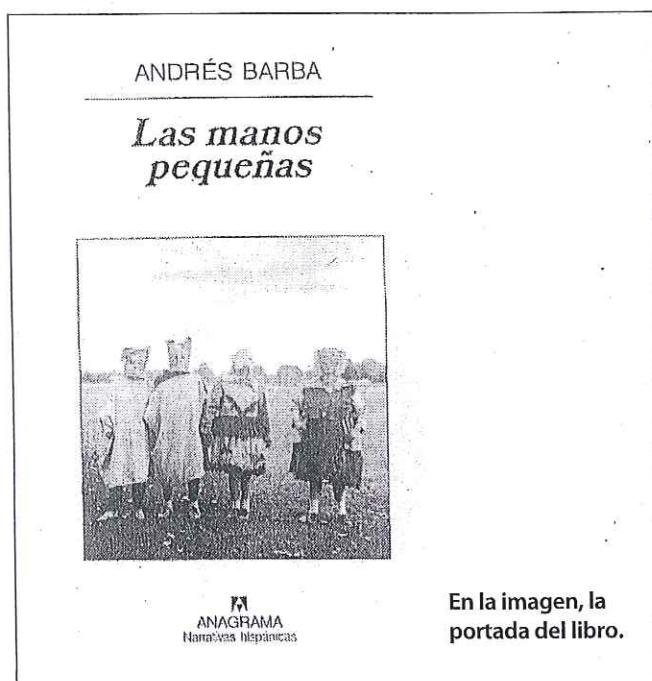 ANDRÉS BARBA
Las manos
pequeñas
ANAGRAMA
Narrativas hispánicas
En la imagen, la
portada del libro.